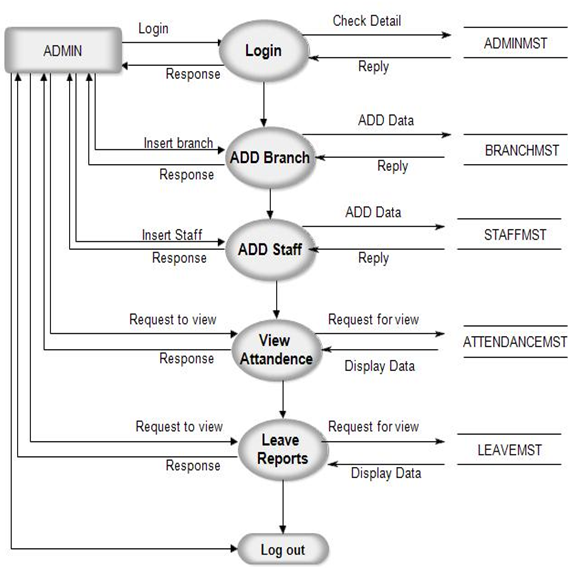 Login
Check Detail
ADMIN
Login
ADMINMST
Response
Reply
ADD Data
Insert branch
ADD Branch
BRANCHMST
Response
Reply
ADD Data
Insert Staff
ADD Staff
STAFFMST
Response
Reply
Request to view
Request for view
View
Attandence
ATTENDANCEMST
Response
Display Data
Request to view
Request for view
Leave
Reports
LEAVEMST
Response
Display Data
Log out